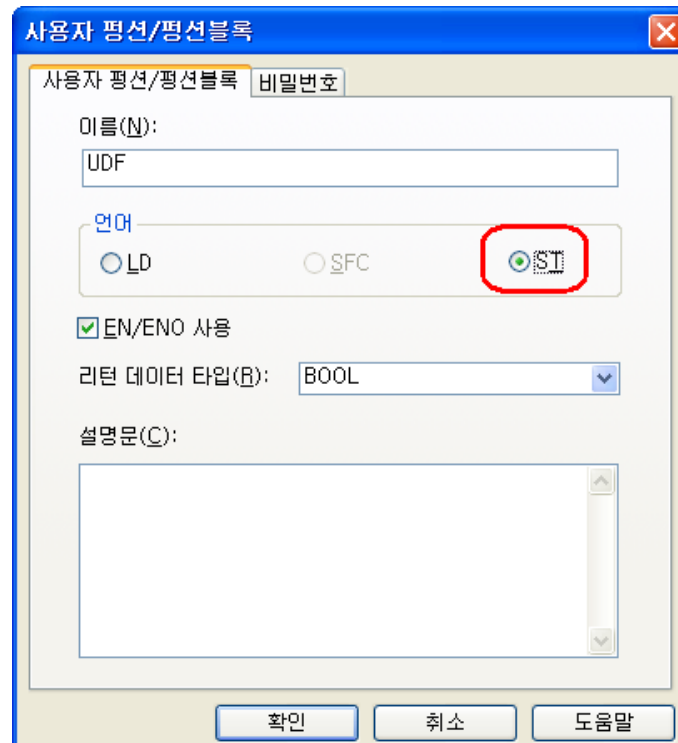 사용자 펑션/펑션블록
사용자 펑션/펑션블록 비밀번호
이름(N):
UDF
언어
LD SFC ST
EN/ENO 사용
리턴 데이터 타입(R): BOOL
설명문(C):
확인 취소 도움말